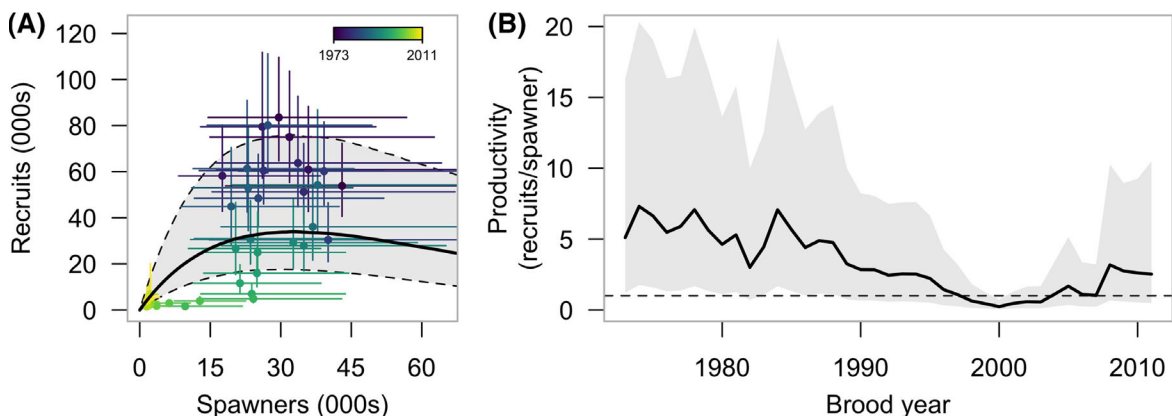 (A)
Recruits (000s)
120
100
80
60
40
20
0
1973 2011
0 15 30 45 60
Spawners (000s)
(B)
Productivity
(recruits/spawner)
20
15
10
5
0
1980 1990 2000 2010
Brood year